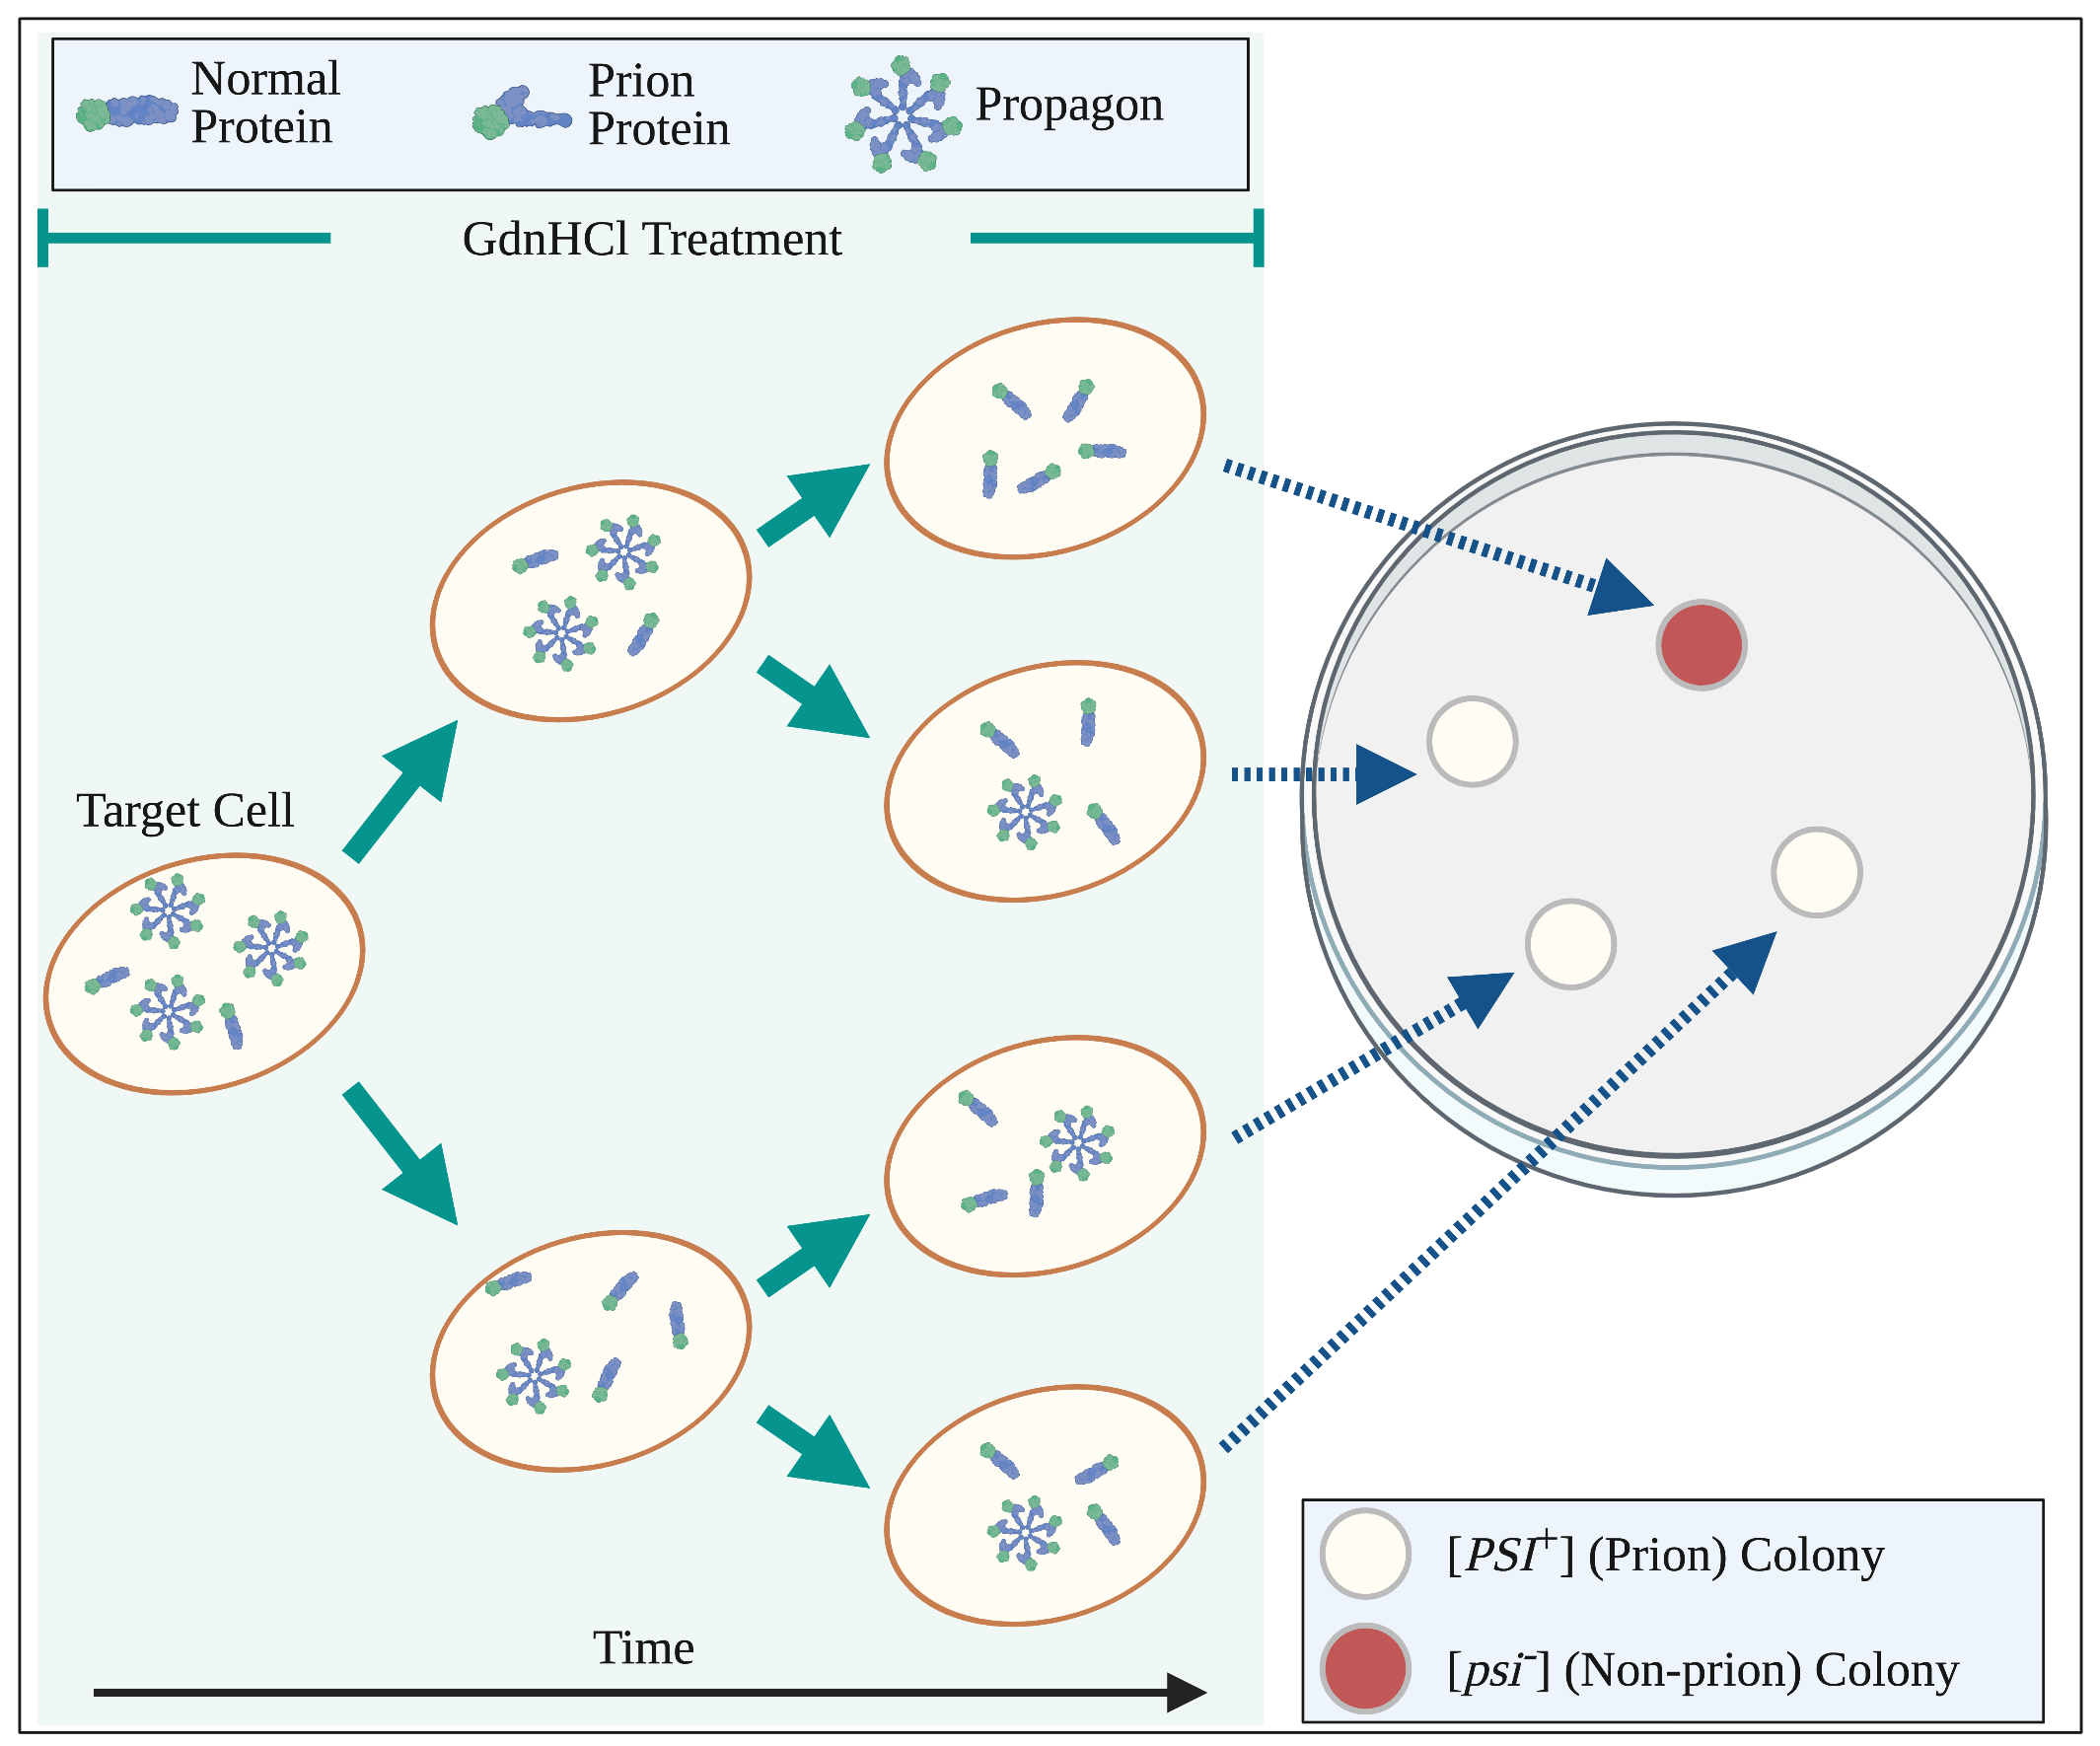 Normal
Protein
Prion
Protein
Propagon
GdnHCl Treatment
Target Cell
Time
[PSI⁺] (Prion) Colony
[psi⁻] (Non-prion) Colony